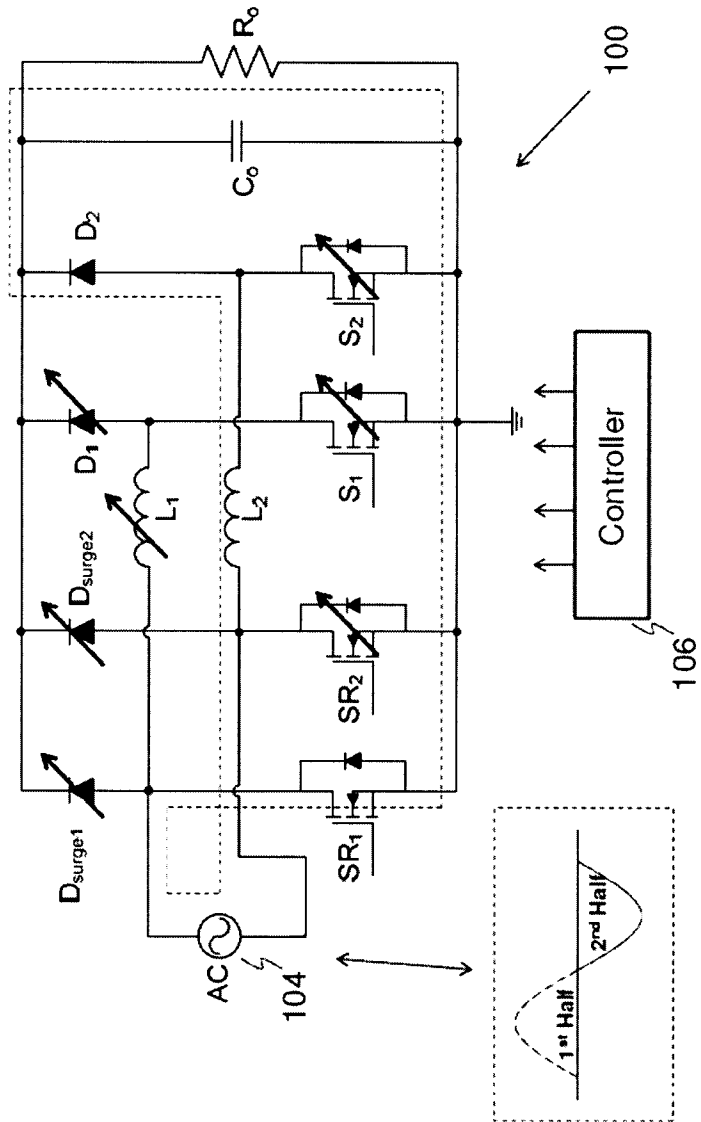 D₁
D₂
Dsurge2
Dsurge1
L₁
L₂
Cₒ
Rₒ
AC
104
SR₁
SR₂
S₁
S₂
1st Half
2nd Half
Controller
106
100